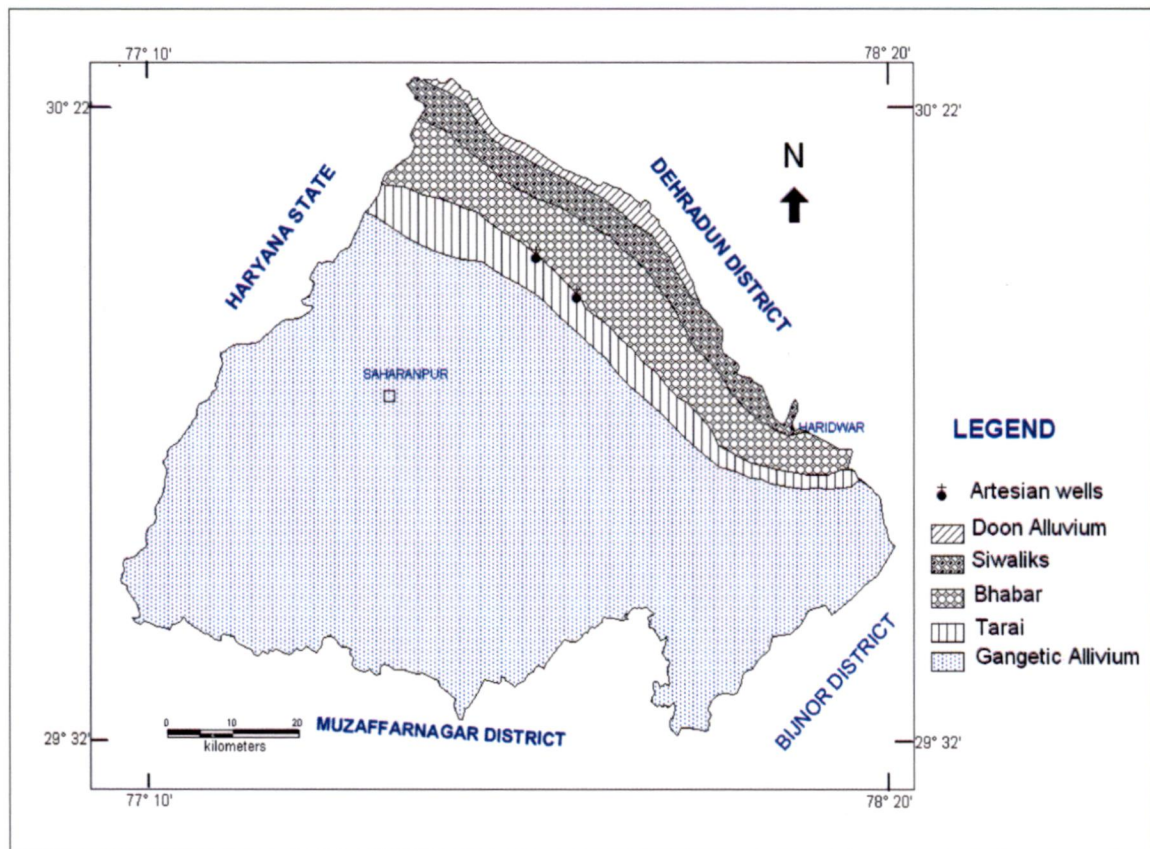 77° 10'
78° 20'
30° 22'
30° 22'
N
HARYANA STATE
DEHRADUN DISTRICT
SAHARANPUR
HARIDWAR
LEGEND
Artesian wells
Doon Alluvium
Siwaliks
Bhabar
Tarai
Gangetic Allivium
BIJNOR DISTRICT
0 10 20
kilometers
MUZAFFARNAGAR DISTRICT
29° 32'
29° 32'
77° 10'
78° 20'